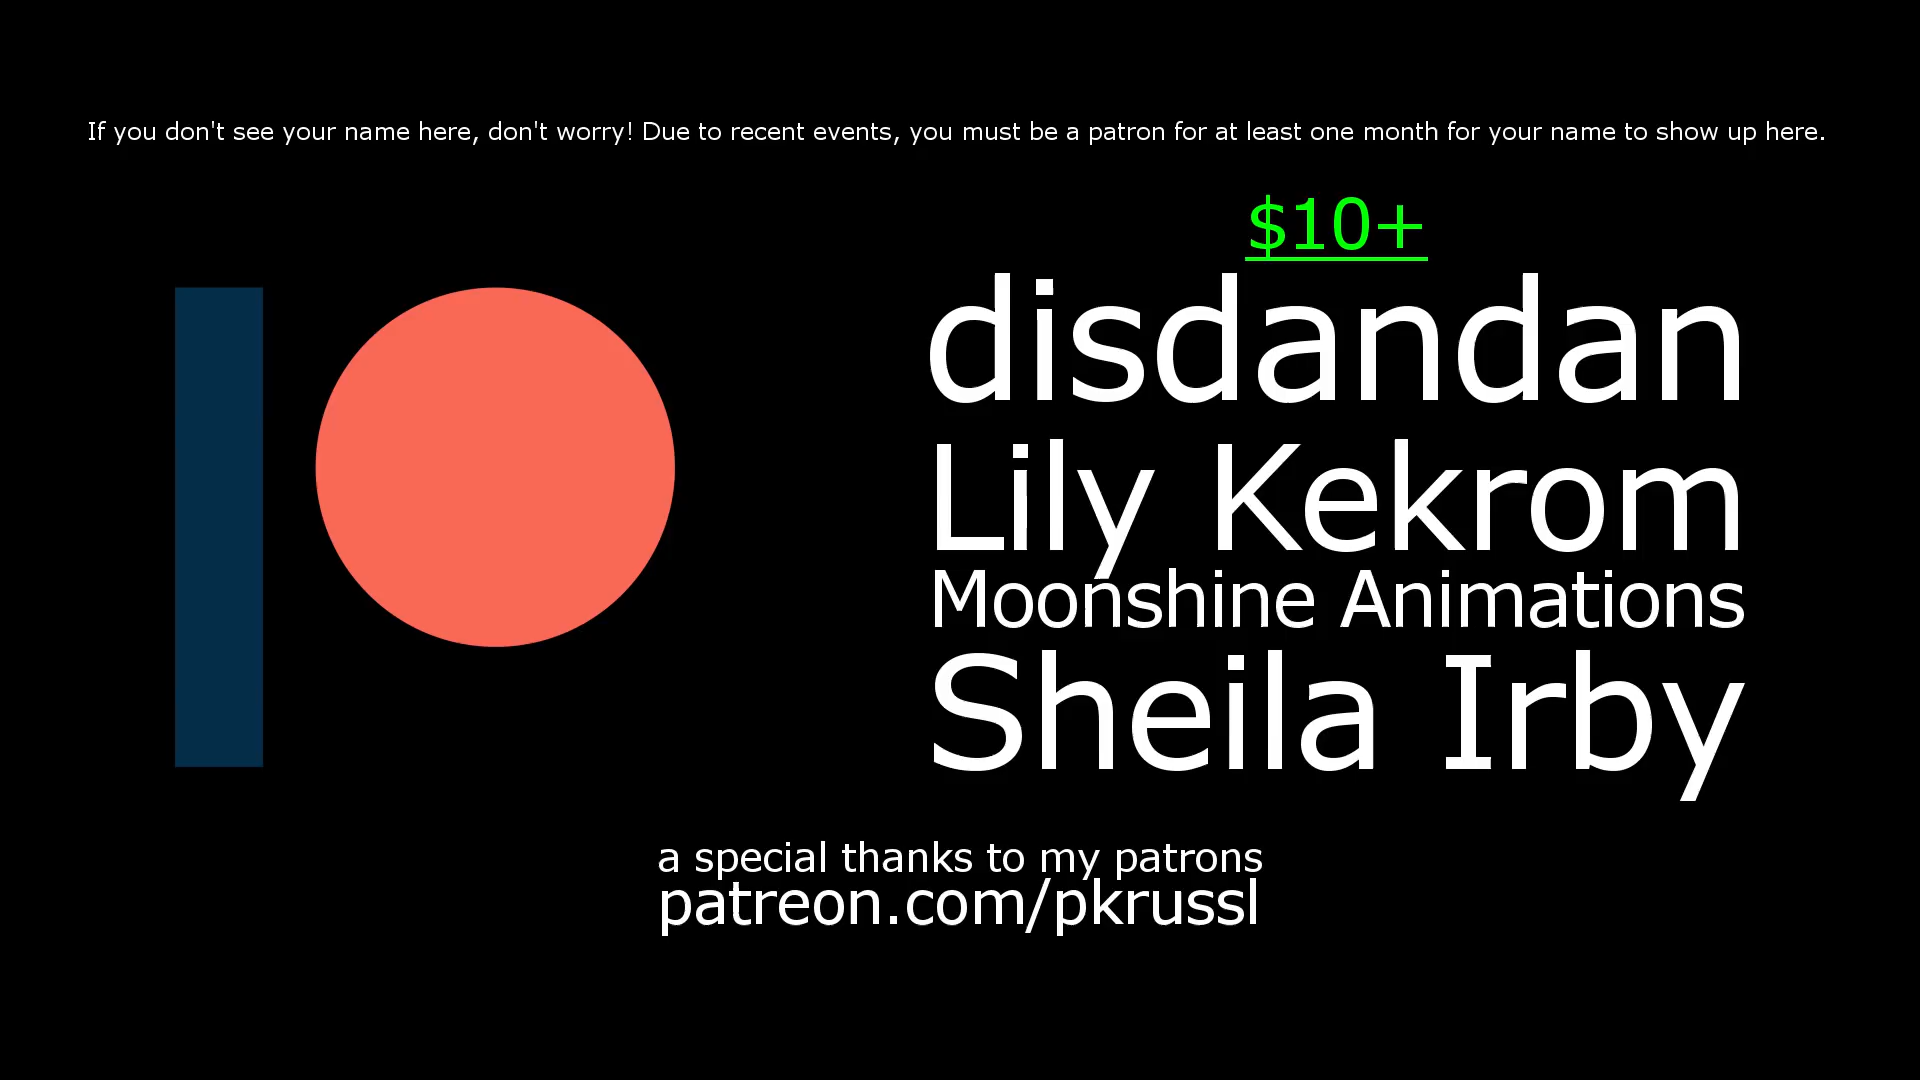 If you don't see your name here, don't worry! Due to recent events, you must be a patron for at least one month for your name to show up here.
$10+
disdandan
Lily Kekrom
Moonshine Animations
Sheila Irby
a special thanks to my patrons
patreon.com/pkrussl